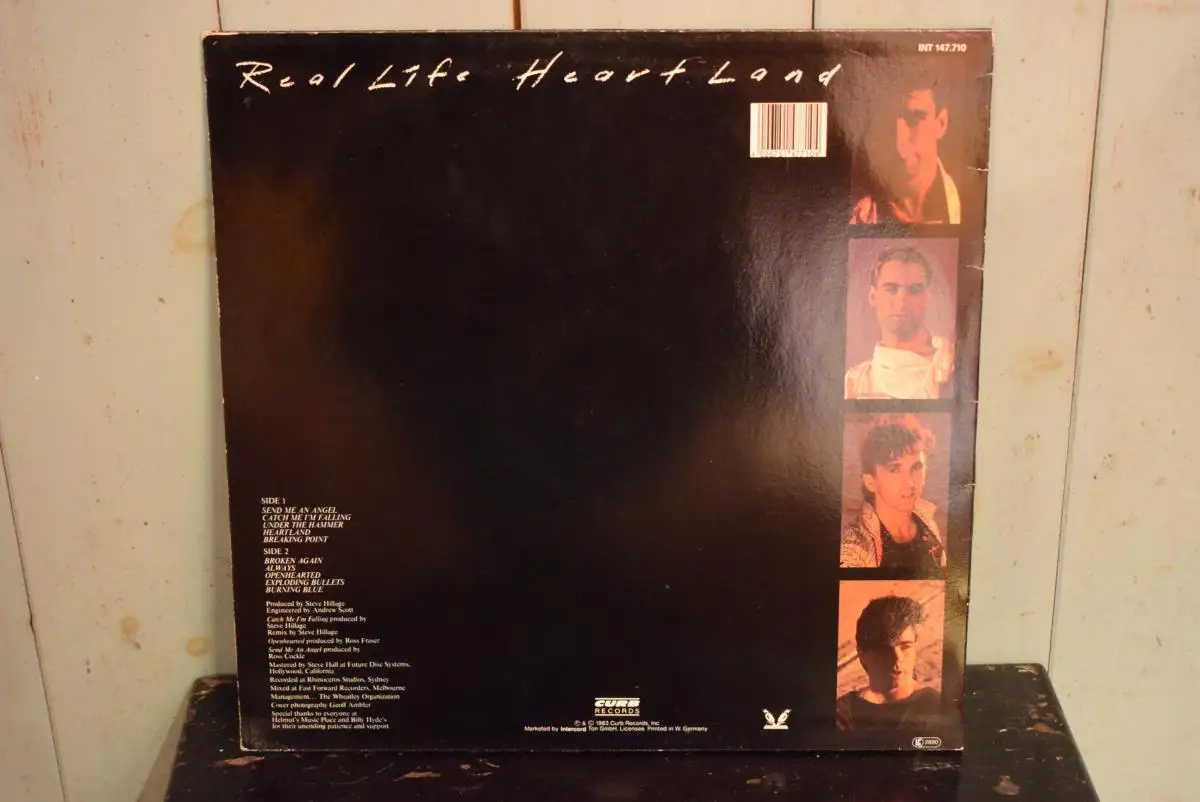 INT 147.710
Real Life Heart Land
SIDE 1
SEND ME AN ANGEL
CATCH ME I'M FALLING
UNDER THE HAMMER
HEARTLAND
BREAKING POINT
SIDE 2
BROKEN AGAIN
ALWAYS
OPENHEARTED
EXPLODING BULLETS
BURNING BLUE
Produced by Steve Hillage
Engineered by Andrew Scott
Catch Me I'm Falling produced by
Steve Hillage
Remix by Steve Hillage
Openhearted produced by Ross Fraser
Send Me An Angel produced by
Ross Cockle
Mastered by Steve Hall at Future Disc Systems,
Hollywood, California
Recorded at Rhinoceros Studios, Sydney
Mixed at Fast Forward Recorders, Melbourne
Management... The Wheatley Organization
Cover photography Geoff Ambler
Special thanks to everyone at
Helmut's Music Place and Billy Hyde's
for their unending patience and support
CURB
RECORDS
℗ & © 1983 Curb Records, Inc
Marketed by Intercord Ton GmbH, Licenses. Printed in W. Germany
LC 2890